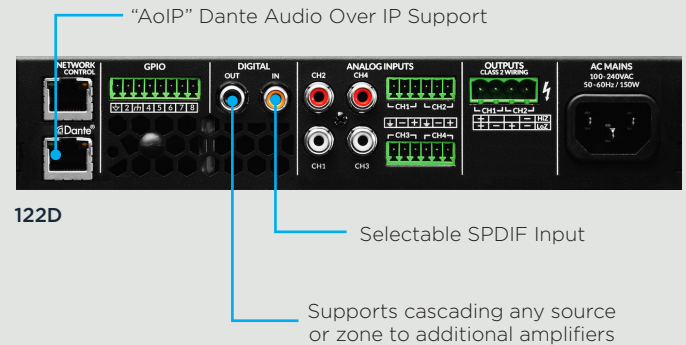 “AoIP” Dante Audio Over IP Support
NETWORK
CONTROL
GPIO
DIGITAL
OUT
IN
ANALOG INPUTS
CH2
CH4
CH1 CH2
OUTPUTS
CLASS 2 WIRING
AC MAINS
100-240VAC
50-60Hz / 150W
2 4 5 6 7 8
CH1 CH2
+ - HiZ
+ - + - LoZ
Dante®
- + - +
CH3 CH4
CH1
CH3
122D
Selectable SPDIF Input
Supports cascading any source
or zone to additional amplifiers